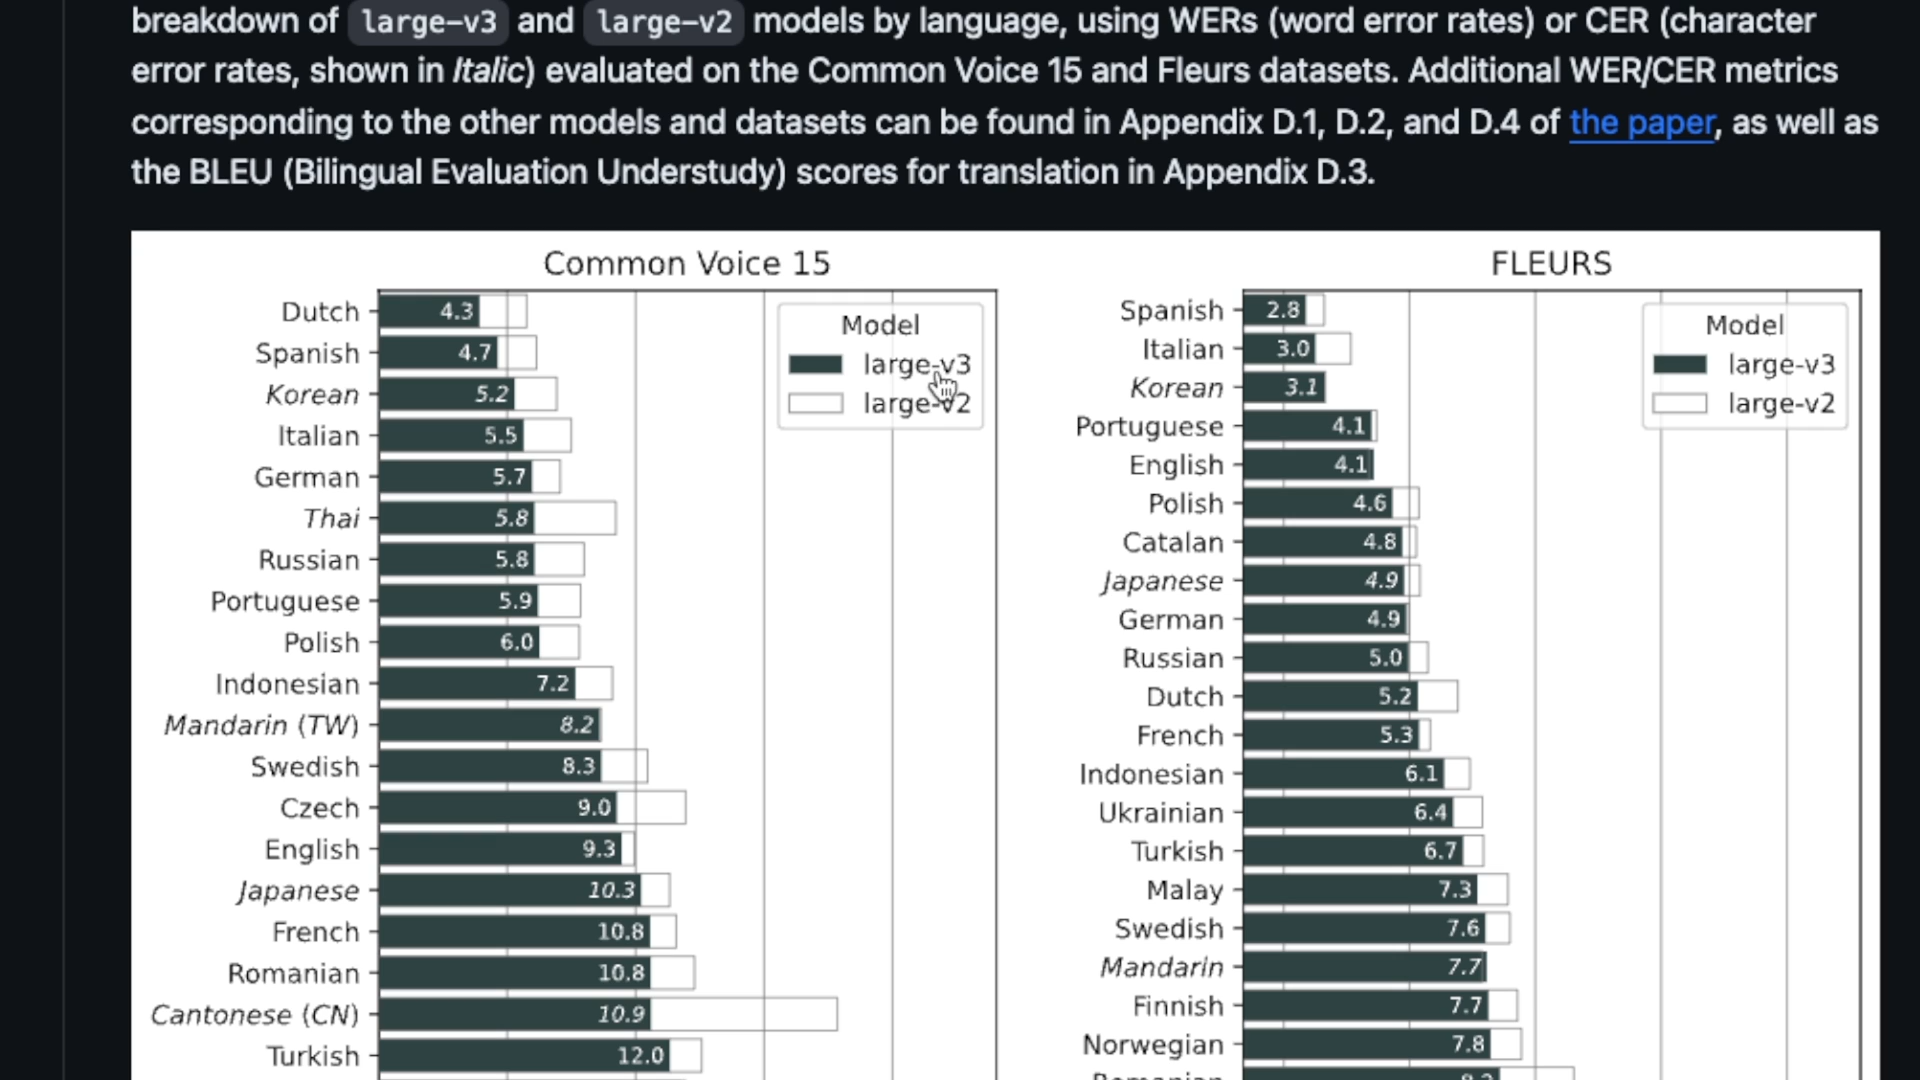 breakdown of large-v3 and large-v2 models by language, using WERs (word error rates) or CER (character
error rates, shown in Italic) evaluated on the Common Voice 15 and Fleurs datasets. Additional WER/CER metrics
corresponding to the other models and datasets can be found in Appendix D.1, D.2, and D.4 of the paper, as well as
the BLEU (Bilingual Evaluation Understudy) scores for translation in Appendix D.3.
Common Voice 15
Model
large-v3
large-v2
Dutch 4.3
Spanish 4.7
Korean 5.2
Italian 5.5
German 5.7
Thai 5.8
Russian 5.8
Portuguese 5.9
Polish 6.0
Indonesian 7.2
Mandarin (TW) 8.2
Swedish 8.3
Czech 9.0
English 9.3
Japanese 10.3
French 10.8
Romanian 10.8
Cantonese (CN) 10.9
Turkish 12.0
FLEURS
Model
large-v3
large-v2
Spanish 2.8
Italian 3.0
Korean 3.1
Portuguese 4.1
English 4.1
Polish 4.6
Catalan 4.8
Japanese 4.9
German 4.9
Russian 5.0
Dutch 5.2
French 5.3
Indonesian 6.1
Ukrainian 6.4
Turkish 6.7
Malay 7.3
Swedish 7.6
Mandarin 7.7
Finnish 7.7
Norwegian 7.8
Romanian